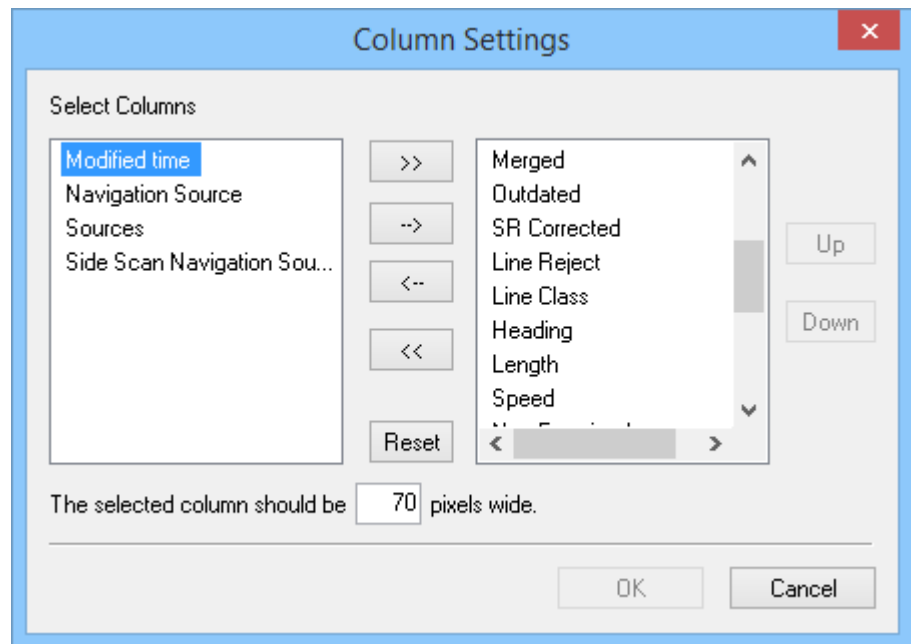 Column Settings
Select Columns
Modified time
Navigation Source
Sources
Side Scan Navigation Sou...
>>
-->
<--
<<
Reset
Merged
Outdated
SR Corrected
Line Reject
Line Class
Heading
Length
Speed
Up
Down
The selected column should be 70 pixels wide.
OK
Cancel